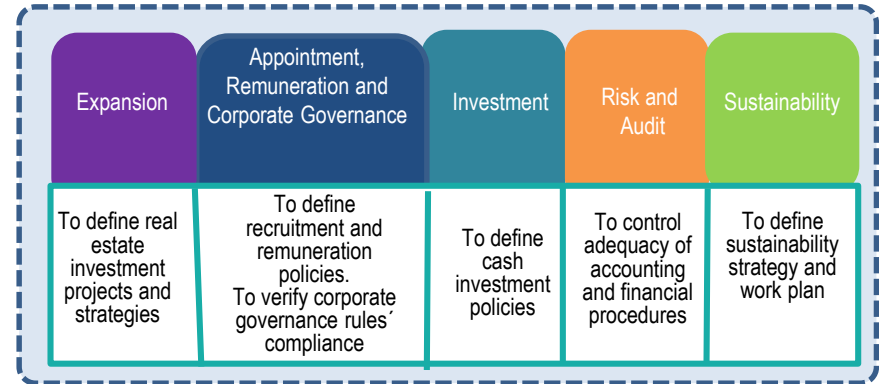 Expansion
Appointment,
Remuneration and
Corporate Governance
Investment
Risk and
Audit
Sustainability
To define real
estate
investment
projects and
strategies
To define
recruitment and
remuneration
policies.
To verify corporate
governance rules´
compliance
To define
cash
investment
policies
To control
adequacy of
accounting
and financial
procedures
To define
sustainability
strategy and
work plan